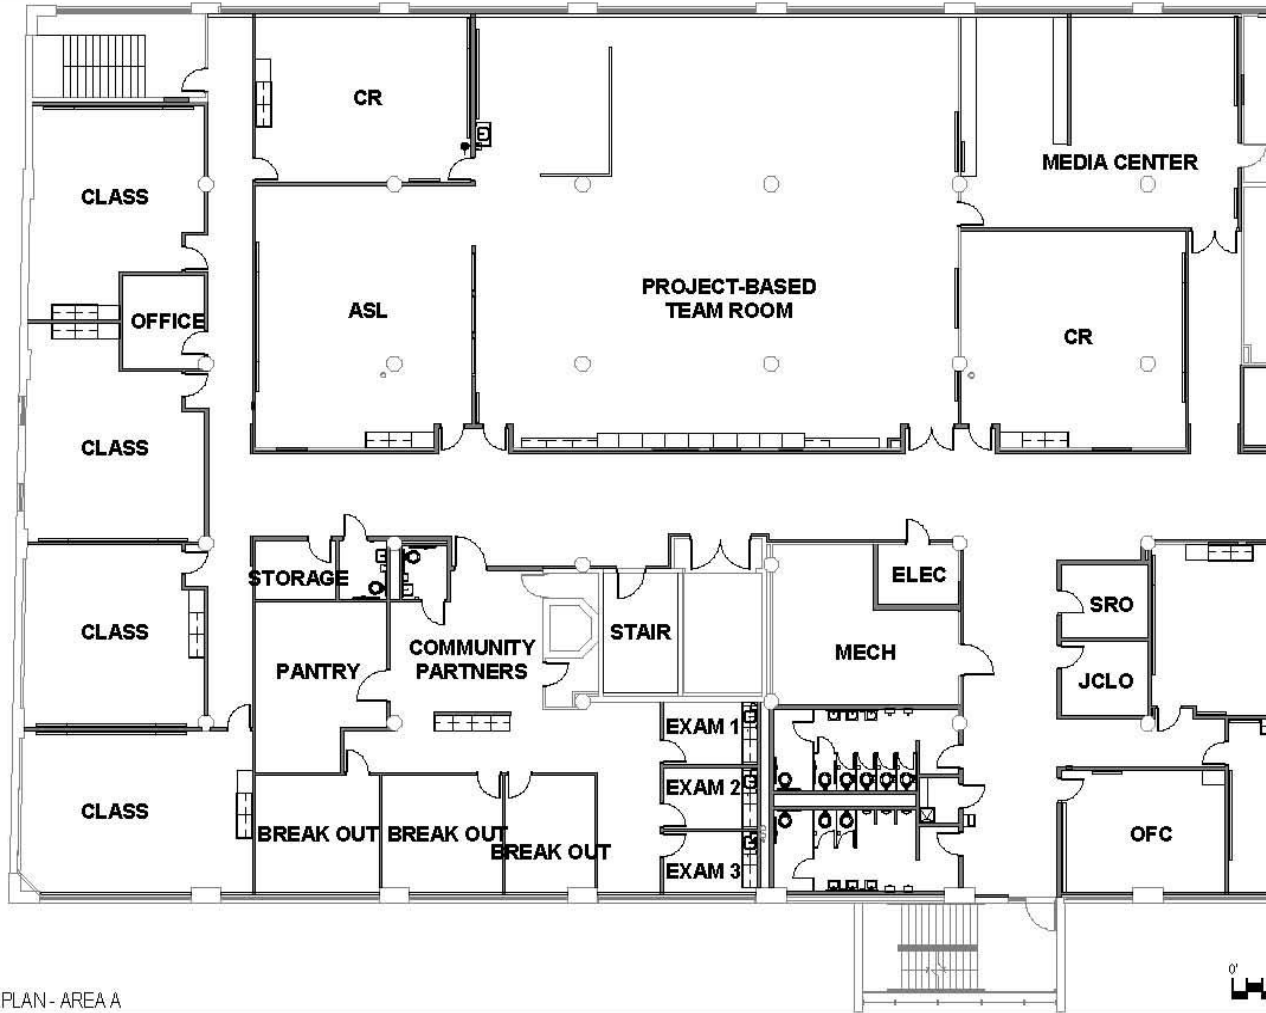 CR
CLASS
MEDIA CENTER
PROJECT-BASED
TEAM ROOM
ASL
OFFICE
CR
CLASS
STORAGE
ELEC
CLASS
STAIR
SRO
COMMUNITY
PARTNERS
PANTRY
MECH
JCLO
EXAM 1
EXAM 2
CLASS
BREAK OUT
BREAK OUT
BREAK OUT
OFC
EXAM 3
0'
PLAN - AREA A